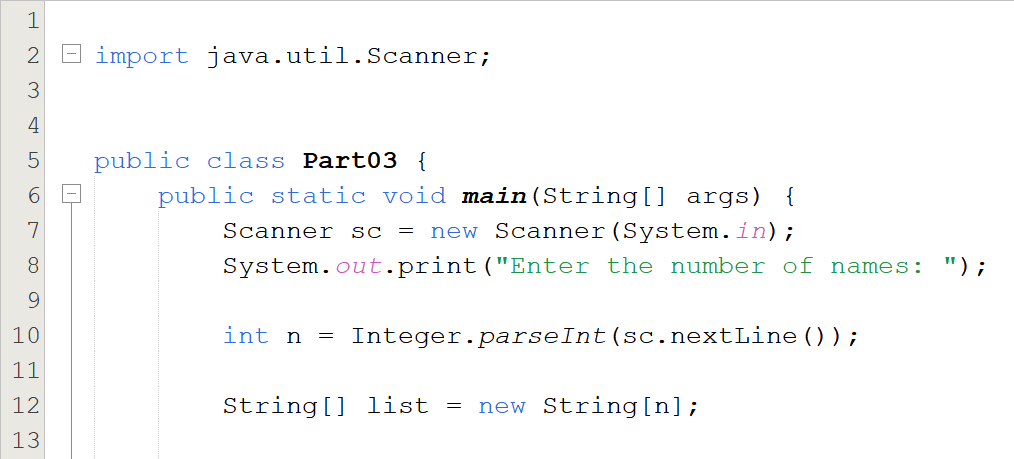 1
2 import java.util.Scanner;
3
4
5 public class Part03 {
6 public static void main(String[] args) {
7 Scanner sc = new Scanner(System.in);
8 System.out.print("Enter the number of names: ");
9
10 int n = Integer.parseInt(sc.nextLine());
11
12 String[] list = new String[n];
13